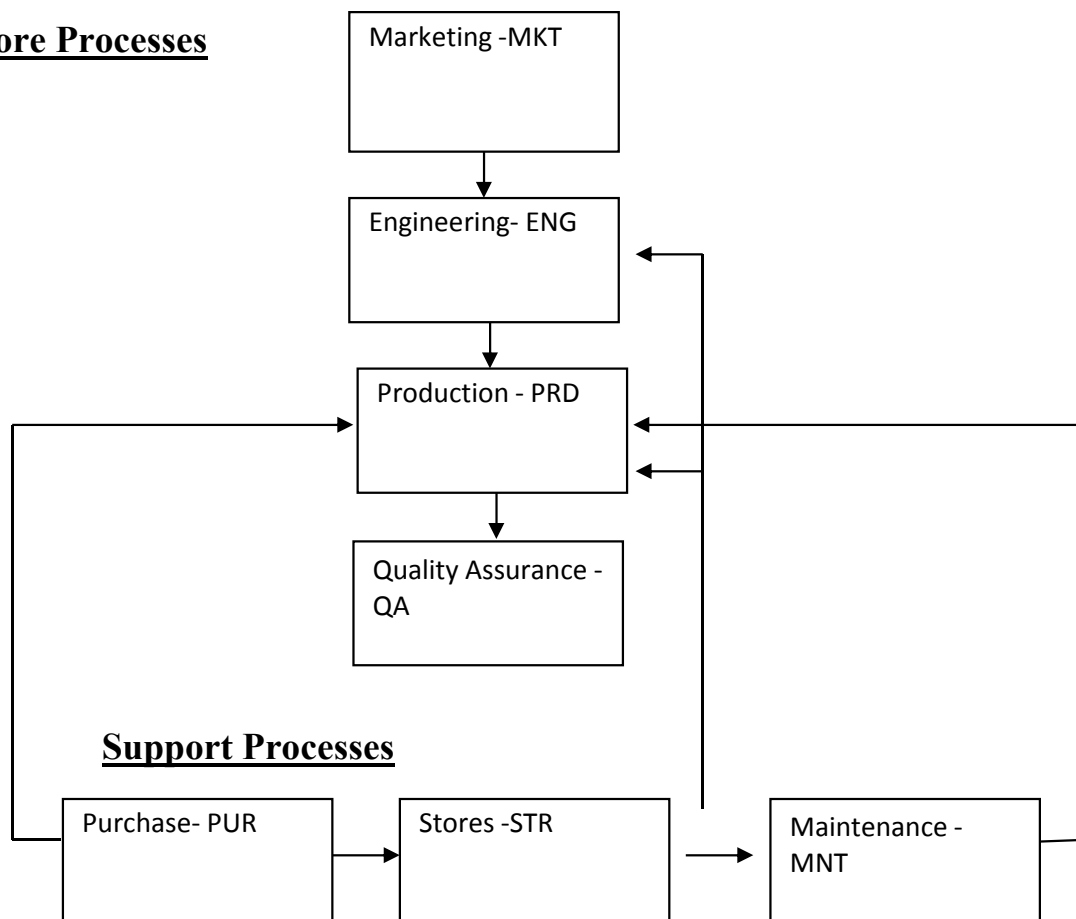 ore Processes
Marketing -MKT
Engineering- ENG
Production - PRD
Quality Assurance -
QA
Support Processes
Purchase- PUR
Stores -STR
Maintenance -
MNT